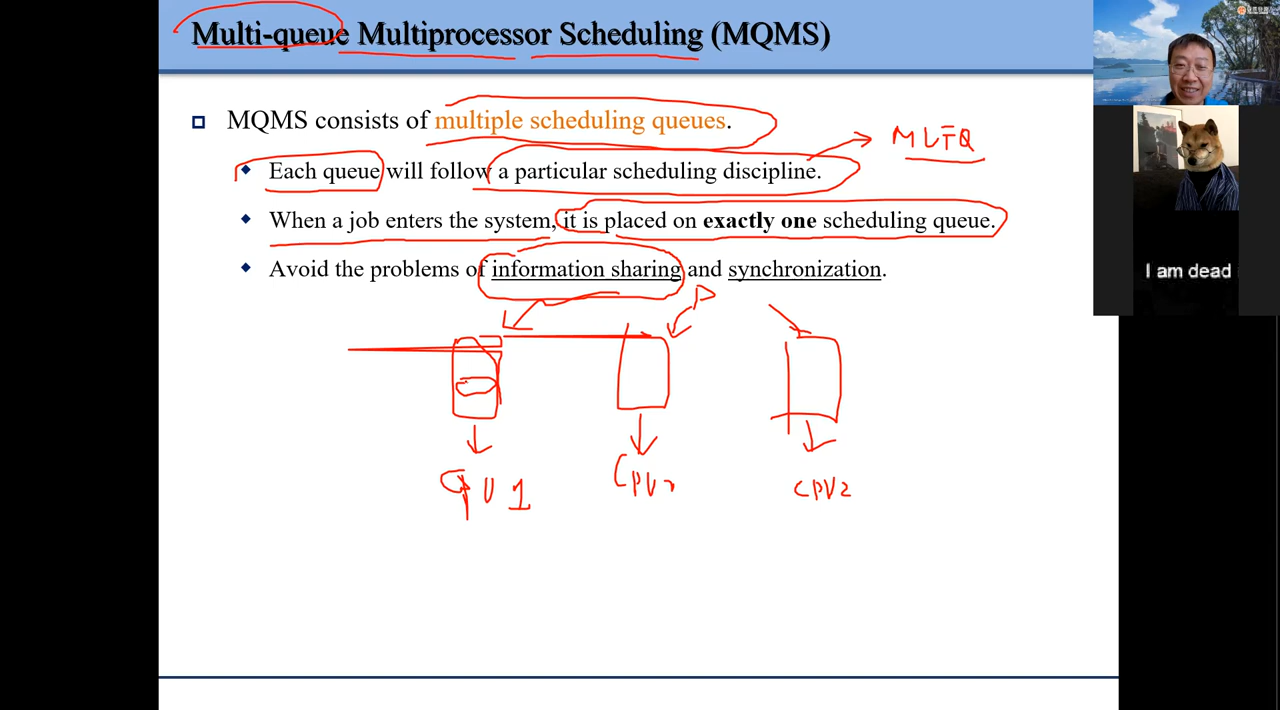 Multi-queue Multiprocessor Scheduling (MQMS)
MQMS consists of multiple scheduling queues.
MLFQ
Each queue will follow a particular scheduling discipline.
When a job enters the system, it is placed on exactly one scheduling queue.
Avoid the problems of information sharing and synchronization.
I am dead
CPU 1
CPU2
CPU2